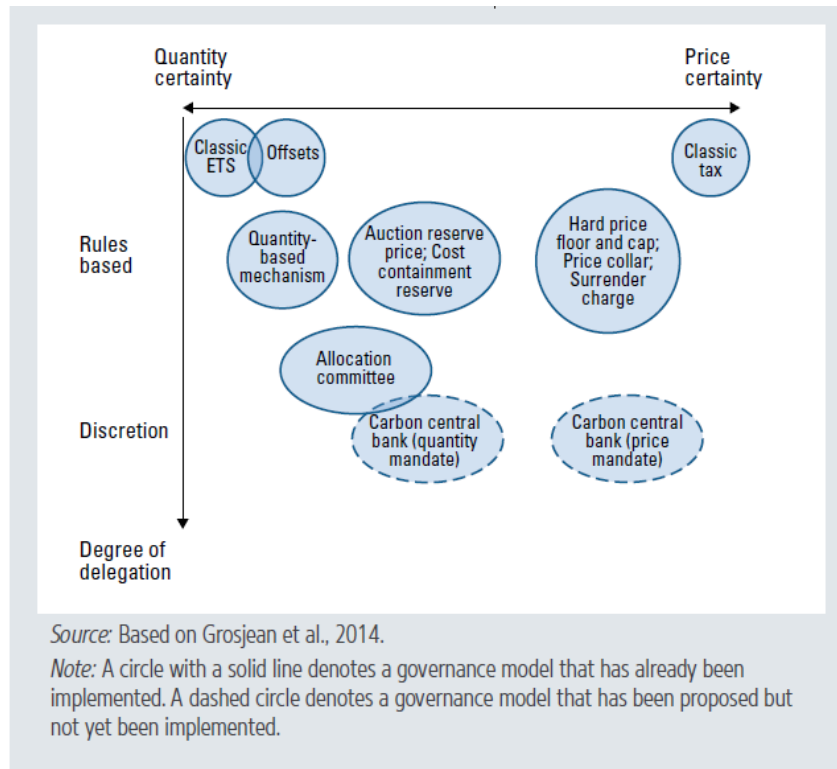 Quantity
certainty
Price
certainty
Classic
ETS
Offsets
Classic
tax
Rules
based
Quantity-
based
mechanism
Auction reserve
price; Cost
containment
reserve
Hard price
floor and cap;
Price collar;
Surrender
charge
Allocation
committee
Discretion
Carbon central
bank (quantity
mandate)
Carbon central
bank (price
mandate)
Degree of
delegation
Source: Based on Grosjean et al., 2014.
Note: A circle with a solid line denotes a governance model that has already been
implemented. A dashed circle denotes a governance model that has been proposed but
not yet been implemented.